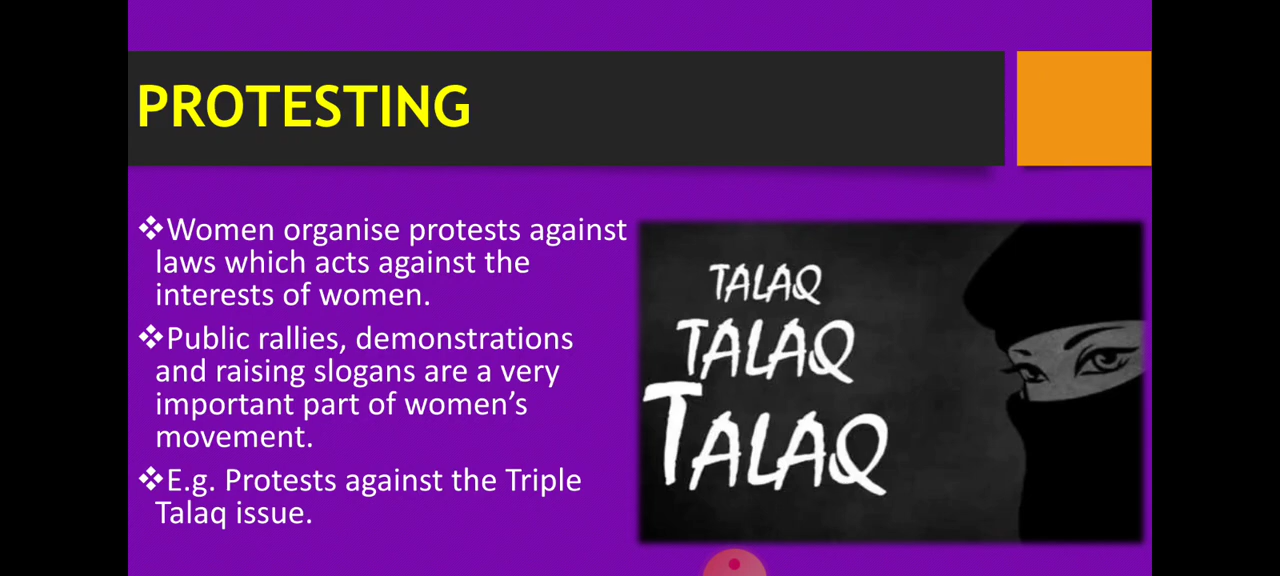 PROTESTING
❖Women organise protests against
laws which acts against the
interests of women.
❖Public rallies, demonstrations
and raising slogans are a very
important part of women’s
movement.
❖E.g. Protests against the Triple
Talaq issue.
TALAQ
TALAQ
TALAQ